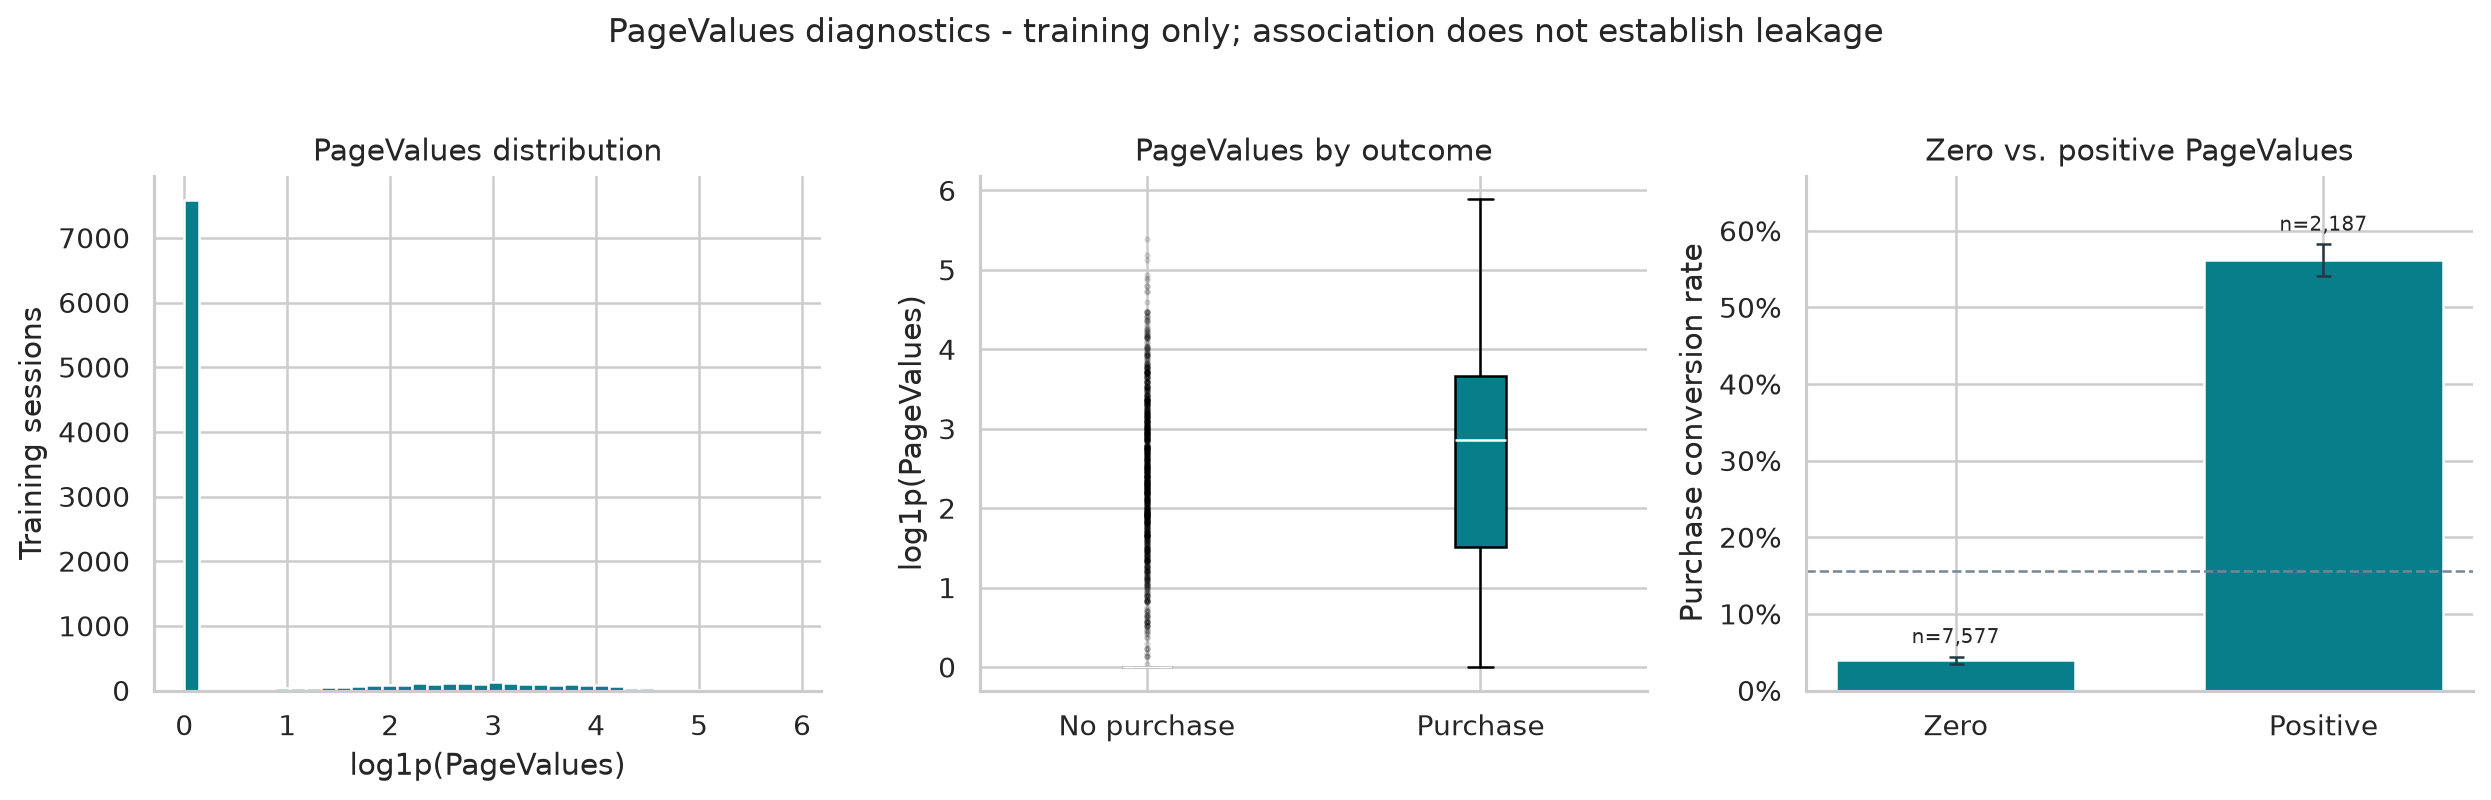 PageValues diagnostics - training only; association does not establish leakage
PageValues distribution
Training sessions
7000
6000
5000
4000
3000
2000
1000
0
0 1 2 3 4 5 6
log1p(PageValues)
PageValues by outcome
log1p(PageValues)
6
5
4
3
2
1
0
No purchase Purchase
Zero vs. positive PageValues
Purchase conversion rate
60%
50%
40%
30%
20%
10%
0%
n=2,187
n=7,577
Zero Positive